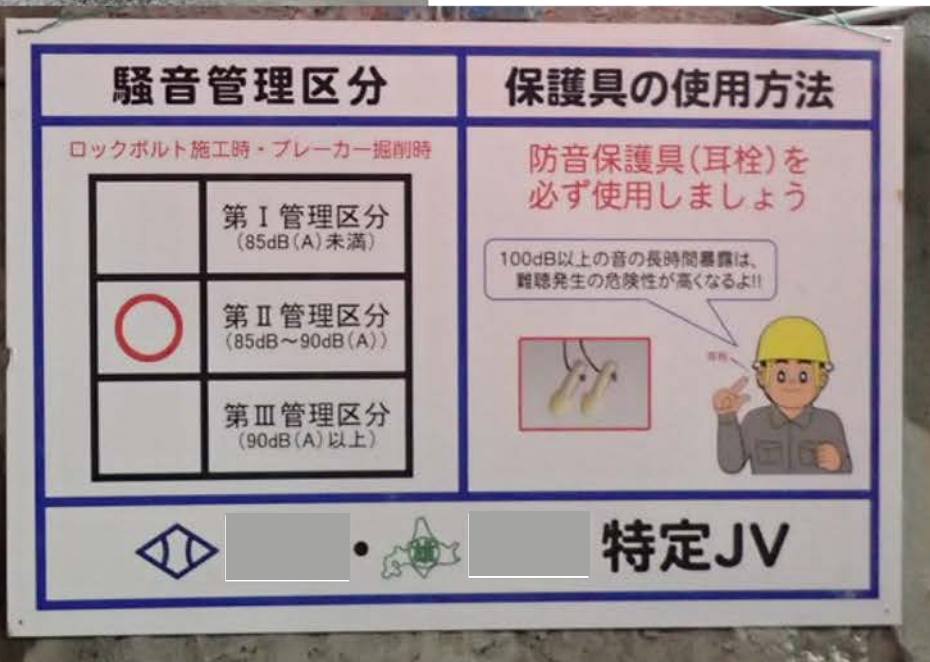 騒音管理区分
ロックボルト施工時・ブレーカー掘削時
第Ⅰ管理区分
(85dB(A)未満)
第Ⅱ管理区分
(85dB～90dB(A))
第Ⅲ管理区分
(90dB(A)以上)
保護具の使用方法
防音保護具(耳栓)を
必ず使用しましょう
100dB以上の音の長時間暴露は、
難聴発生の危険性が高くなるよ!!
耳栓
・
特定JV